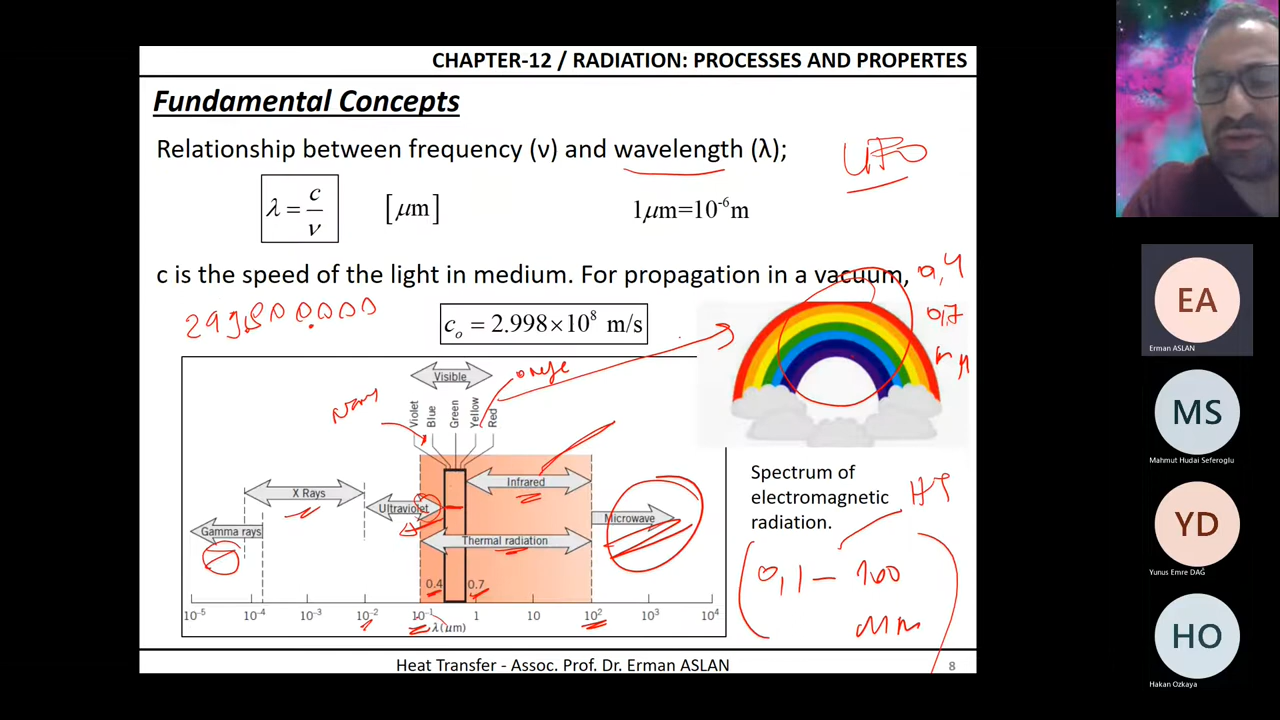 CHAPTER-12 / RADIATION: PROCESSES AND PROPERTES
Fundamental Concepts
Relationship between frequency (ν) and wavelength (λ);
UFO
λ = c/ν [μm] 1μm=10⁻⁶m
c is the speed of the light in medium. For propagation in a vacuum,
0,4
0,7
299800000
c₀ = 2.998×10⁸ m/s
Visible
Violet
Blue
Green
Yellow
Red
Infrared
X Rays
Ultraviolet
Microwave
Gamma rays
Thermal radiation
0.4 0.7
10⁻⁵ 10⁻⁴ 10⁻³ 10⁻² 10⁻¹ 1 10 10² 10³ 10⁴
λ(μm)
Spectrum of
electromagnetic
radiation.
HT
0,1 – 100
μm
Heat Transfer - Assoc. Prof. Dr. Erman ASLAN 8
EA
Erman ASLAN
MS
Mahmut Hudai Seferoglu
YD
Yunus Emre DAĞ
HO
Hakan Ozkaya